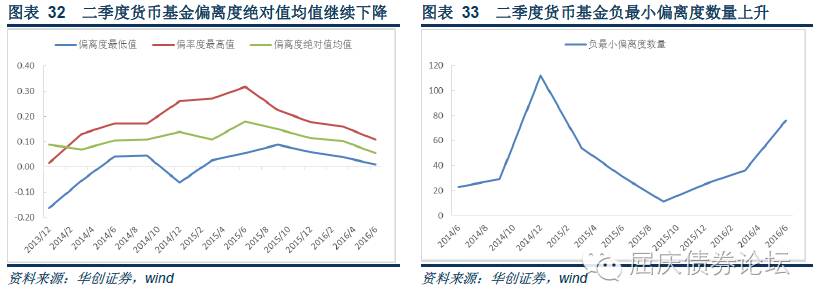 图表 32 二季度货币基金偏离度绝对值均值继续下降
偏离度最低值 偏率度最高值 偏离度绝对值均值
0.40
0.30
0.20
0.10
0.00
-0.10
-0.20
2013/12 2014/2 2014/4 2014/6 2014/8 2014/10 2014/12 2015/2 2015/4 2015/6 2015/8 2015/10 2015/12 2016/2 2016/4 2016/6
资料来源：华创证券，wind
图表 33 二季度货币基金负最小偏离度数量上升
负最小偏离度数量
120
100
80
60
40
20
0
2014/6 2014/8 2014/10 2014/12 2015/2 2015/4 2015/6 2015/8 2015/10 2015/12 2016/2 2016/4 2016/6
资料来源：华创证券，wind
屈庆债券论坛